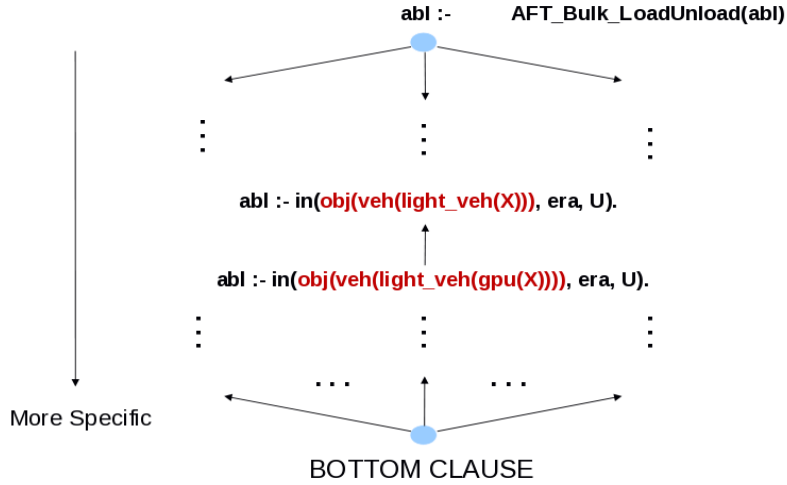 abl :- AFT_Bulk_LoadUnload(abl)
abl :- in(obj(veh(light_veh(X))), era, U).
abl :- in(obj(veh(light_veh(gpu(X)))), era, U).
... ...
More Specific
BOTTOM CLAUSE